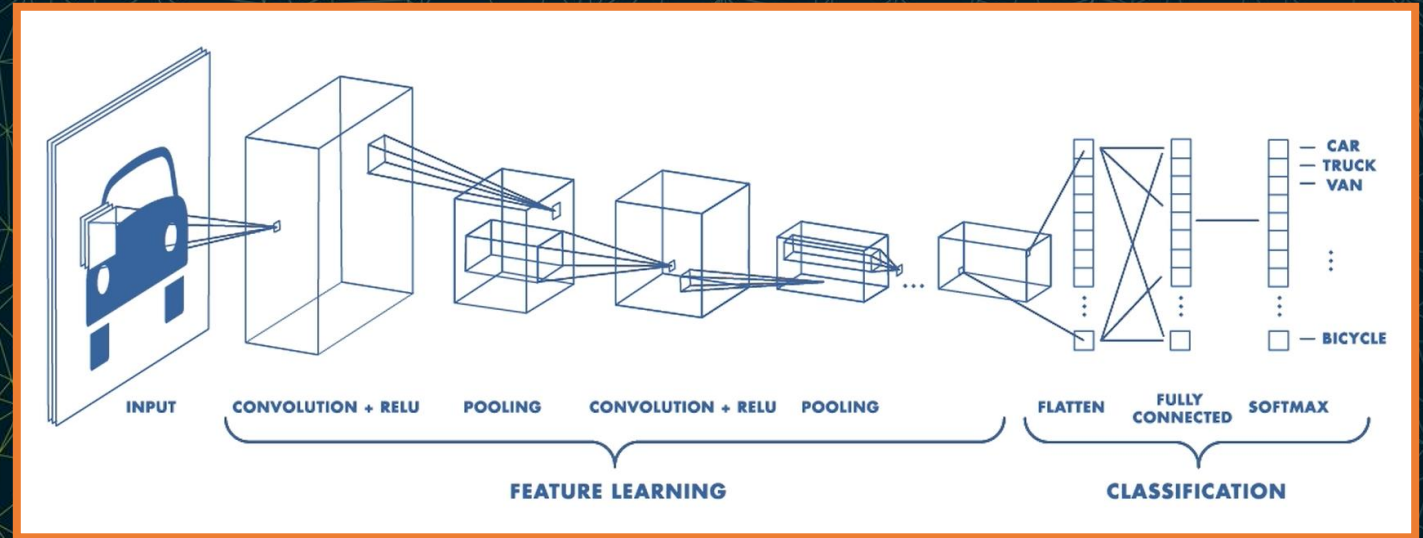 CAR
TRUCK
VAN
BICYCLE
INPUT
CONVOLUTION + RELU
POOLING
CONVOLUTION + RELU
POOLING
FLATTEN
FULLY
CONNECTED
SOFTMAX
FEATURE LEARNING
CLASSIFICATION